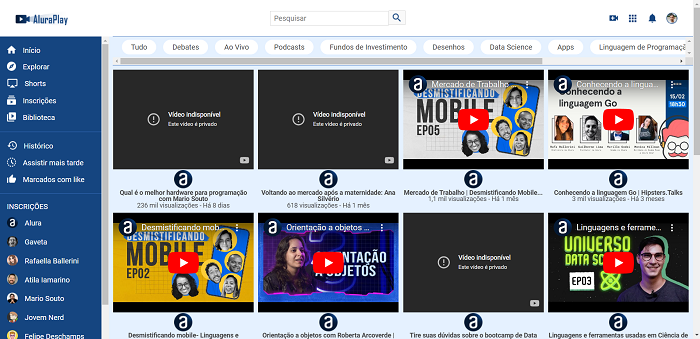 AluraPlay
Pesquisar
Início
Explorar
Shorts
Inscrições
Biblioteca
Histórico
Assistir mais tarde
Marcados com like
INSCRIÇÕES
Alura
Gaveta
Rafaella Ballerini
Atila Iamarino
Mario Souto
Jovem Nerd
Felipe Deschamps
Tudo
Debates
Ao Vivo
Podcasts
Fundos de Investimento
Desenhos
Data Science
Apps
Linguagem de Programaçã
Vídeo indisponível
Este vídeo é privado
Qual é o melhor hardware para programação
com Mario Souto
236 mil visualizações - Há 8 dias
Vídeo indisponível
Este vídeo é privado
Voltando ao mercado após a maternidade: Ana
Silvério
618 visualizações - Há 1 mês
Mercado de Trabalho
DESMISTIFICANDO
MOBILE
EP05
Mercado de Trabalho | Desmistificando Mobile...
1,1 mil visualizações - Há 1 mês
Conhecendo a lingua...
Conhecendo a
linguagem Go
15/02
18h30
Conhecendo a linguagem Go | Hipsters.Talks
3 mil visualizações - Há 3 meses
Desmistificando mob...
DESMISTIFICANDO
MOBILE
EP02
Desmistificando mobile- Linguagens e
Orientação a objetos ...
ORIENTAÇÃO
A OBJETOS
Orientação a objetos com Roberta Arcoverde |
Vídeo indisponível
Este vídeo é privado
Tire suas dúvidas sobre o bootcamp de Data
Linguagens e ferrame...
UNIVERSO
DATA SC
EP03
Linguagens e ferramentas usadas em Ciência de